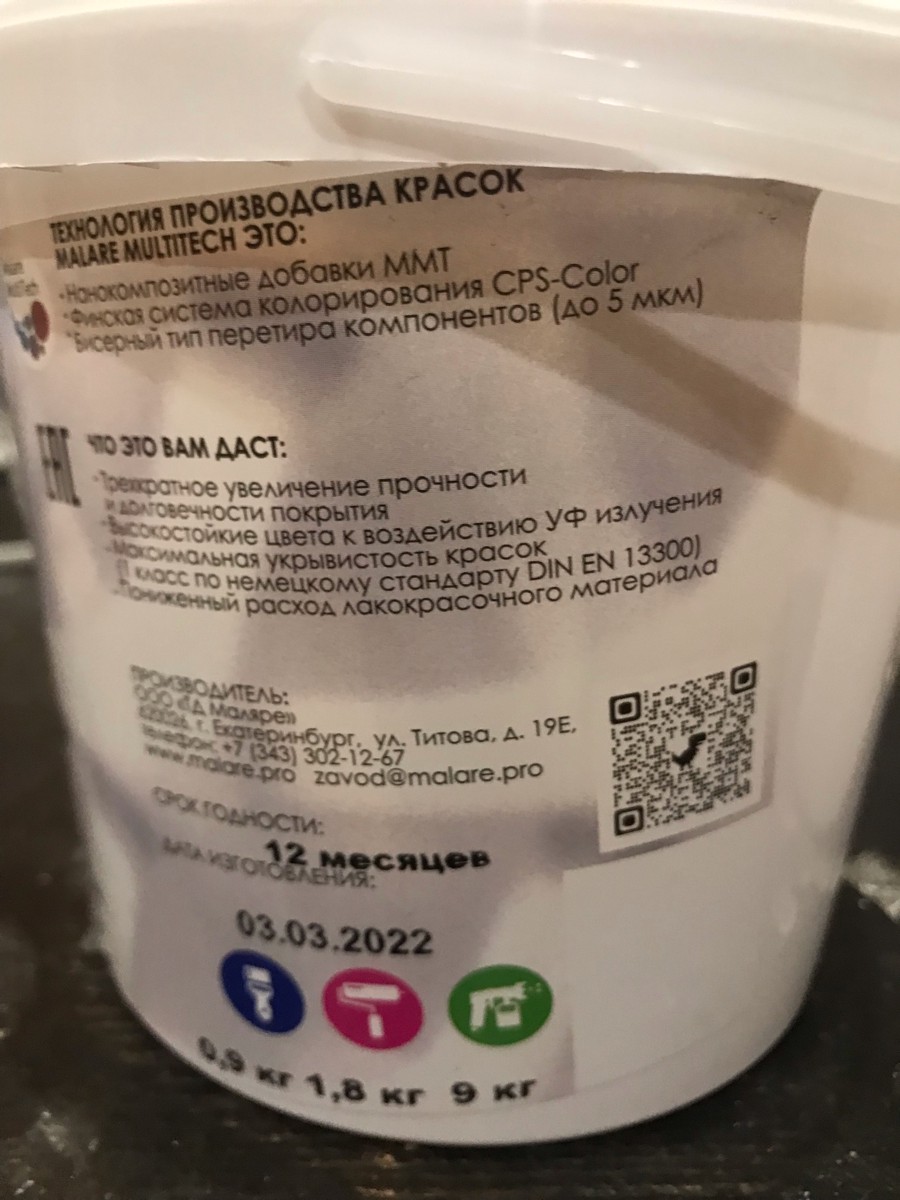 ТЕХНОЛОГИЯ ПРОИЗВОДСТВА КРАСОК
MALARE MULTITECH ЭТО:
*Нанокомпозитные добавки ММТ
*Финская система колорирования CPS-Color
*Бисерный тип перетира компонентов (до 5 мкм)
EAC
ЧТО ЭТО ВАМ ДАСТ:
*Трехкратное увеличение прочности
и долговечности покрытия
*Высокостойкие цвета к воздействию УФ излучения
*Максимальная укрывистость красок
(1 класс по немецкому стандарту DIN EN 13300)
*Пониженный расход лакокрасочного материала
ПРОИЗВОДИТЕЛЬ:
ООО «ТД Маляре»
620026, г. Екатеринбург, ул. Титова, д. 19Е,
телефон: +7 (343) 302-12-67
www.malare.pro zavod@malare.pro
СРОК ГОДНОСТИ:
12 месяцев
ДАТА ИЗГОТОВЛЕНИЯ:
03.03.2022
0,9 кг 1,8 кг 9 кг